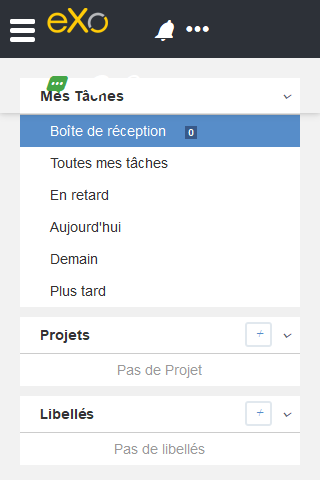 eXo
Mes Tâches
Boîte de réception 0
Toutes mes tâches
En retard
Aujourd'hui
Demain
Plus tard
Projets +
Pas de Projet
Libellés +
Pas de libellés